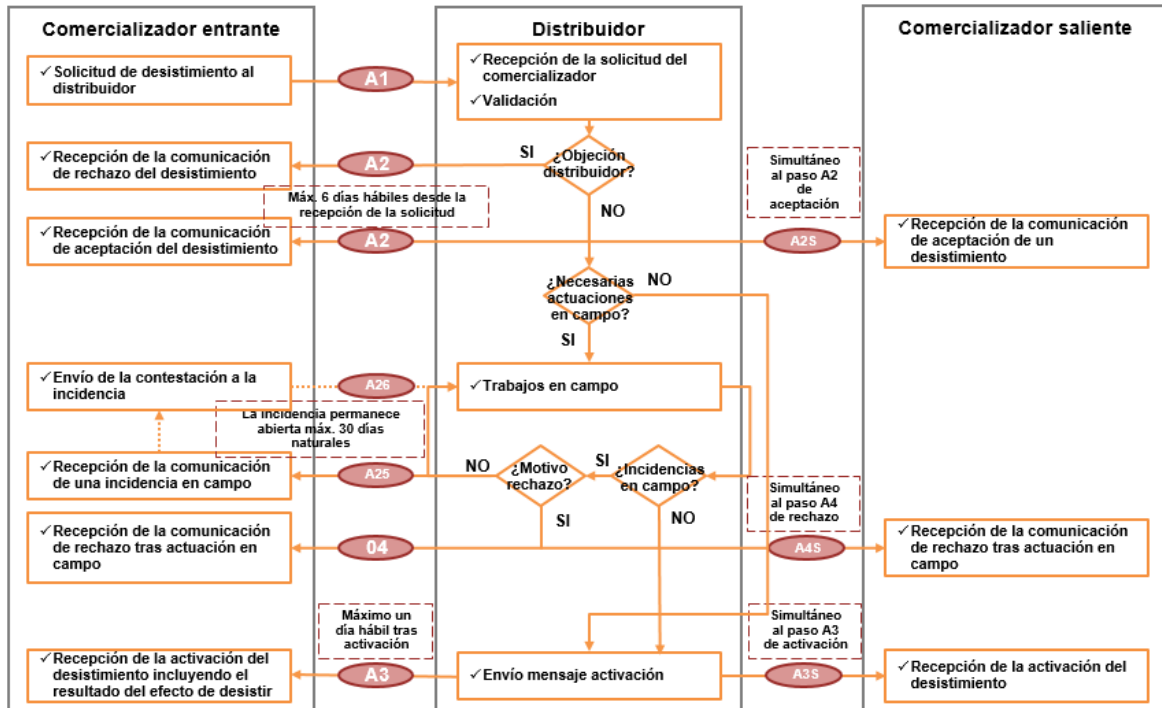 Comercializador entrante
Distribuidor
Comercializador saliente
✓ Solicitud de desistimiento al
distribuidor
A1
✓ Recepción de la solicitud del
comercializador
✓ Validación
SI
¿Objeción
distribuidor?
✓ Recepción de la comunicación
de rechazo del desistimiento
A2
Simultáneo
al paso A2
de
aceptación
Máx. 6 días hábiles desde la
recepción de la solicitud
NO
✓ Recepción de la comunicación
de aceptación del desistimiento
A2
A2S
✓ Recepción de la comunicación
de aceptación de un
desistimiento
¿Necesarias
actuaciones
en campo?
NO
SI
✓ Envío de la contestación a la
incidencia
A26
✓ Trabajos en campo
La incidencia permanece
abierta máx. 30 días
naturales
✓ Recepción de la comunicación
de una incidencia en campo
A25
NO
¿Motivo
rechazo?
SI
¿Incidencias
en campo?
Simultáneo
al paso A4
de rechazo
SI
NO
✓ Recepción de la comunicación
de rechazo tras actuación en
campo
04
A4S
✓ Recepción de la comunicación
de rechazo tras actuación en
campo
Máximo un
día hábil tras
activación
Simultáneo
al paso A3
de activación
✓ Recepción de la activación del
desistimiento incluyendo el
resultado del efecto de desistir
A3
✓ Envío mensaje activación
A3S
✓ Recepción de la activación del
desistimiento